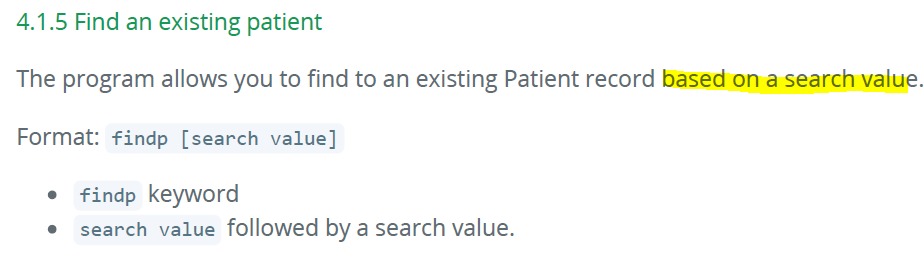 4.1.5 Find an existing patient
The program allows you to find to an existing Patient record based on a search value.
Format: findp [search value]
findp keyword
search value followed by a search value.